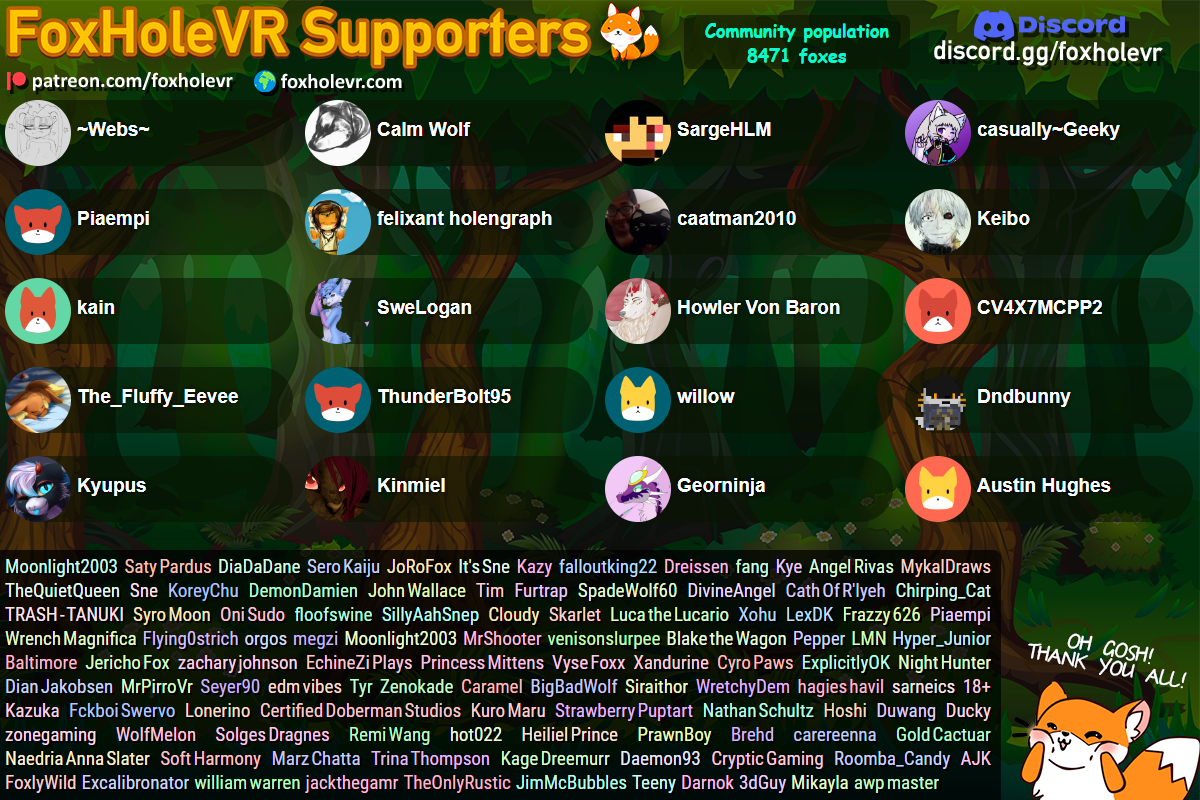 FoxHoleVR Supporters
Community population
8471 foxes
Discord
discord.gg/foxholevr
patreon.com/foxholevr
foxholevr.com
~Webs~
Calm Wolf
SargeHLM
casually~Geeky
Piaempi
felixant holengraph
caatman2010
Keibo
kain
SweLogan
Howler Von Baron
CV4X7MCPP2
The_Fluffy_Eevee
ThunderBolt95
willow
Dndbunny
Kyupus
Kinmiel
Georninja
Austin Hughes
Moonlight2003 Saty Pardus DiaDaDane Sero Kaiju JoRoFox It's Sne Kazy falloutking22 Dreissen fang Kye Angel Rivas MykalDraws
TheQuietQueen Sne KoreyChu DemonDamien John Wallace Tim Furtrap SpadeWolf60 DivineAngel Cath Of R'lyeh Chirping_Cat
TRASH-TANUKI Syro Moon Oni Sudo floofswine SillyAahSnep Cloudy Skarlet Luca the Lucario Xohu LexDK Frazzy 626 Piaempi
Wrench Magnifica Flying0strich orgos megzi Moonlight2003 MrShooter venisonslurpee Blake the Wagon Pepper LMN Hyper_Junior
Baltimore Jericho Fox zachary johnson EchineZi Plays Princess Mittens Vyse Foxx Xandurine Cyro Paws ExplicitlyOK Night Hunter
Dian Jakobsen MrPirroVr Seyer90 edm vibes Tyr Zenokade Caramel BigBadWolf Siraithor WretchyDem hagies havil sarneics 18+
Kazuka Fckboi Swervo Lonerino Certified Doberman Studios Kuro Maru Strawberry Puptart Nathan Schultz Hoshi Duwang Ducky
zonegaming WolfMelon Solges Dragnes Remi Wang hot022 Heiliel Prince PrawnBoy Brehd careerenna Gold Cactuar
Naedria Anna Slater Soft Harmony Marz Chatta Trina Thompson Kage Dreemurr Daemon93 Cryptic Gaming Roomba_Candy AJK
FoxlyWild Excalibronator william warren jackthegamr TheOnlyRustic JimMcBubbles Teeny Darnok 3dGuy Mikayla awp master
OH GOSH!
THANK YOU ALL!